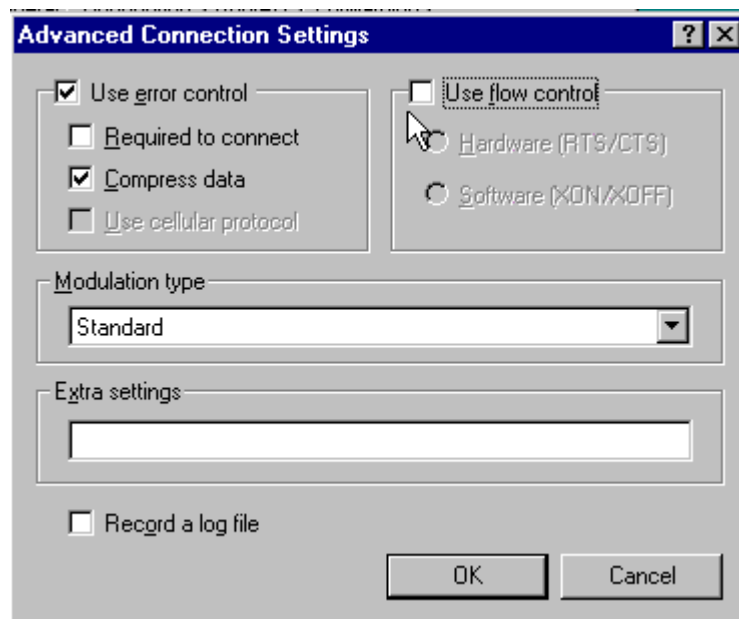 Advanced Connection Settings
Use error control
Required to connect
Compress data
Use cellular protocol
Use flow control
Hardware (RTS/CTS)
Software (XON/XOFF)
Modulation type
Standard
Extra settings
Record a log file
OK
Cancel